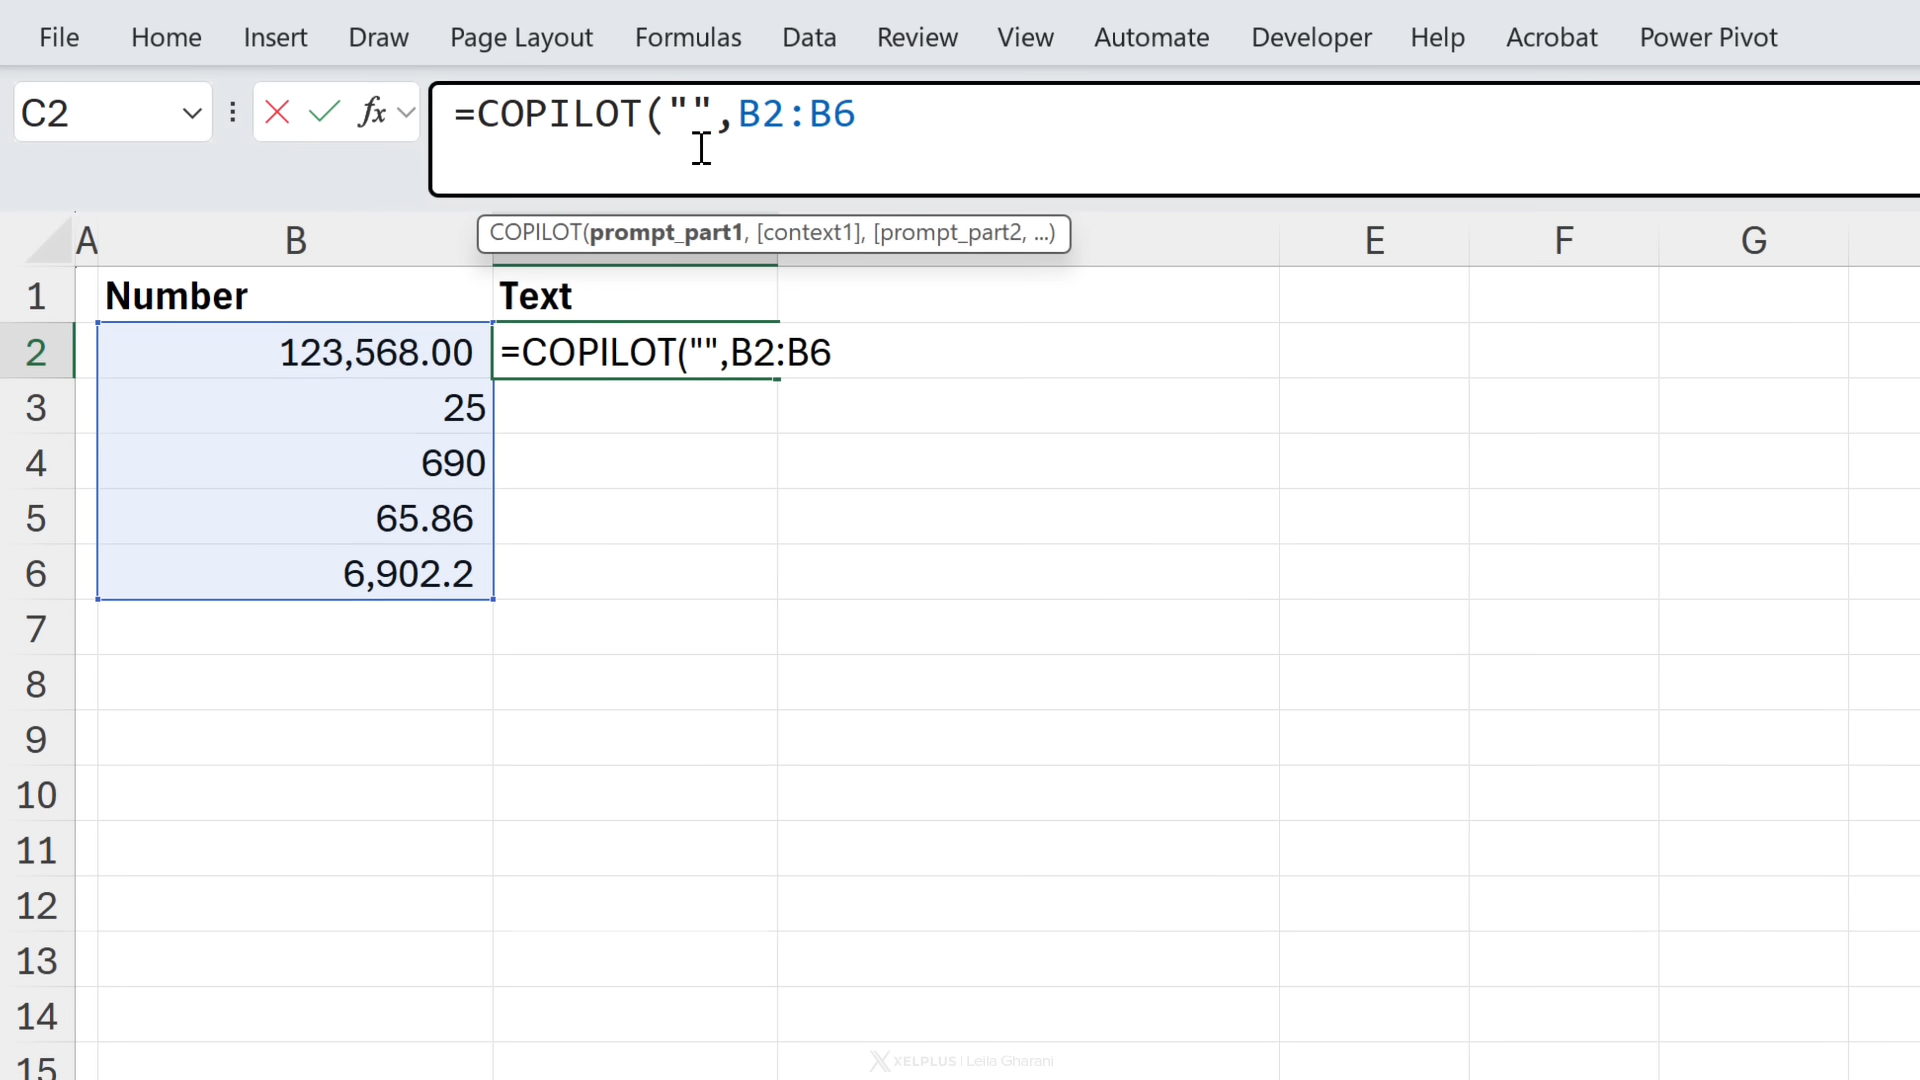 File Home Insert Draw Page Layout Formulas Data Review View Automate Developer Help Acrobat Power Pivot
C2 fx =COPILOT("",B2:B6
COPILOT(prompt_part1, [context1], [prompt_part2, ...)
A B E F G
1 Number Text
2 123,568.00 =COPILOT("",B2:B6
3 25
4 690
5 65.86
6 6,902.2
7
8
9
10
11
12
13
14
15
XELPLUS | Leila Gharani